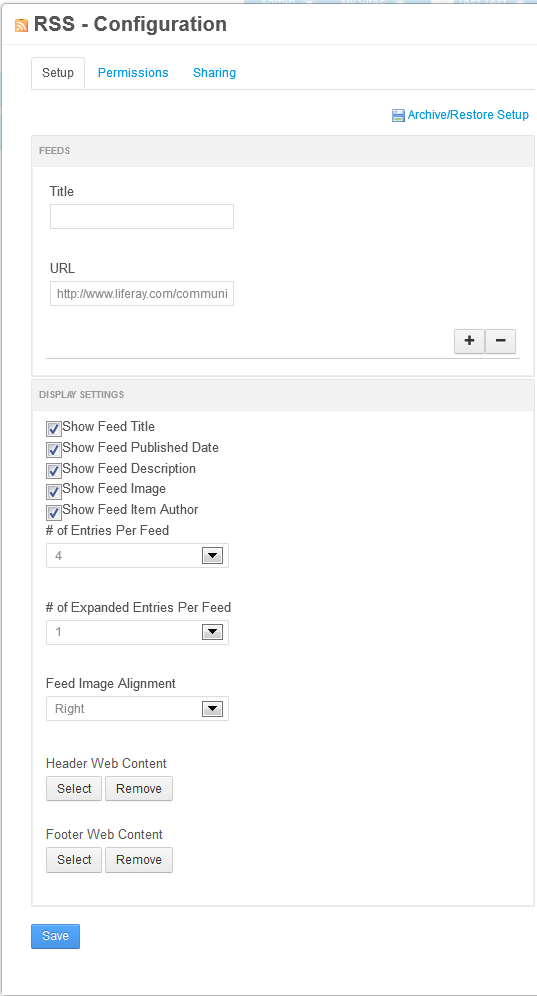 RSS - Configuration
Setup Permissions Sharing
Archive/Restore Setup
FEEDS
Title
URL
http://www.liferay.com/communi
+ −
DISPLAY SETTINGS
Show Feed Title
Show Feed Published Date
Show Feed Description
Show Feed Image
Show Feed Item Author
# of Entries Per Feed
4
# of Expanded Entries Per Feed
1
Feed Image Alignment
Right
Header Web Content
Select Remove
Footer Web Content
Select Remove
Save